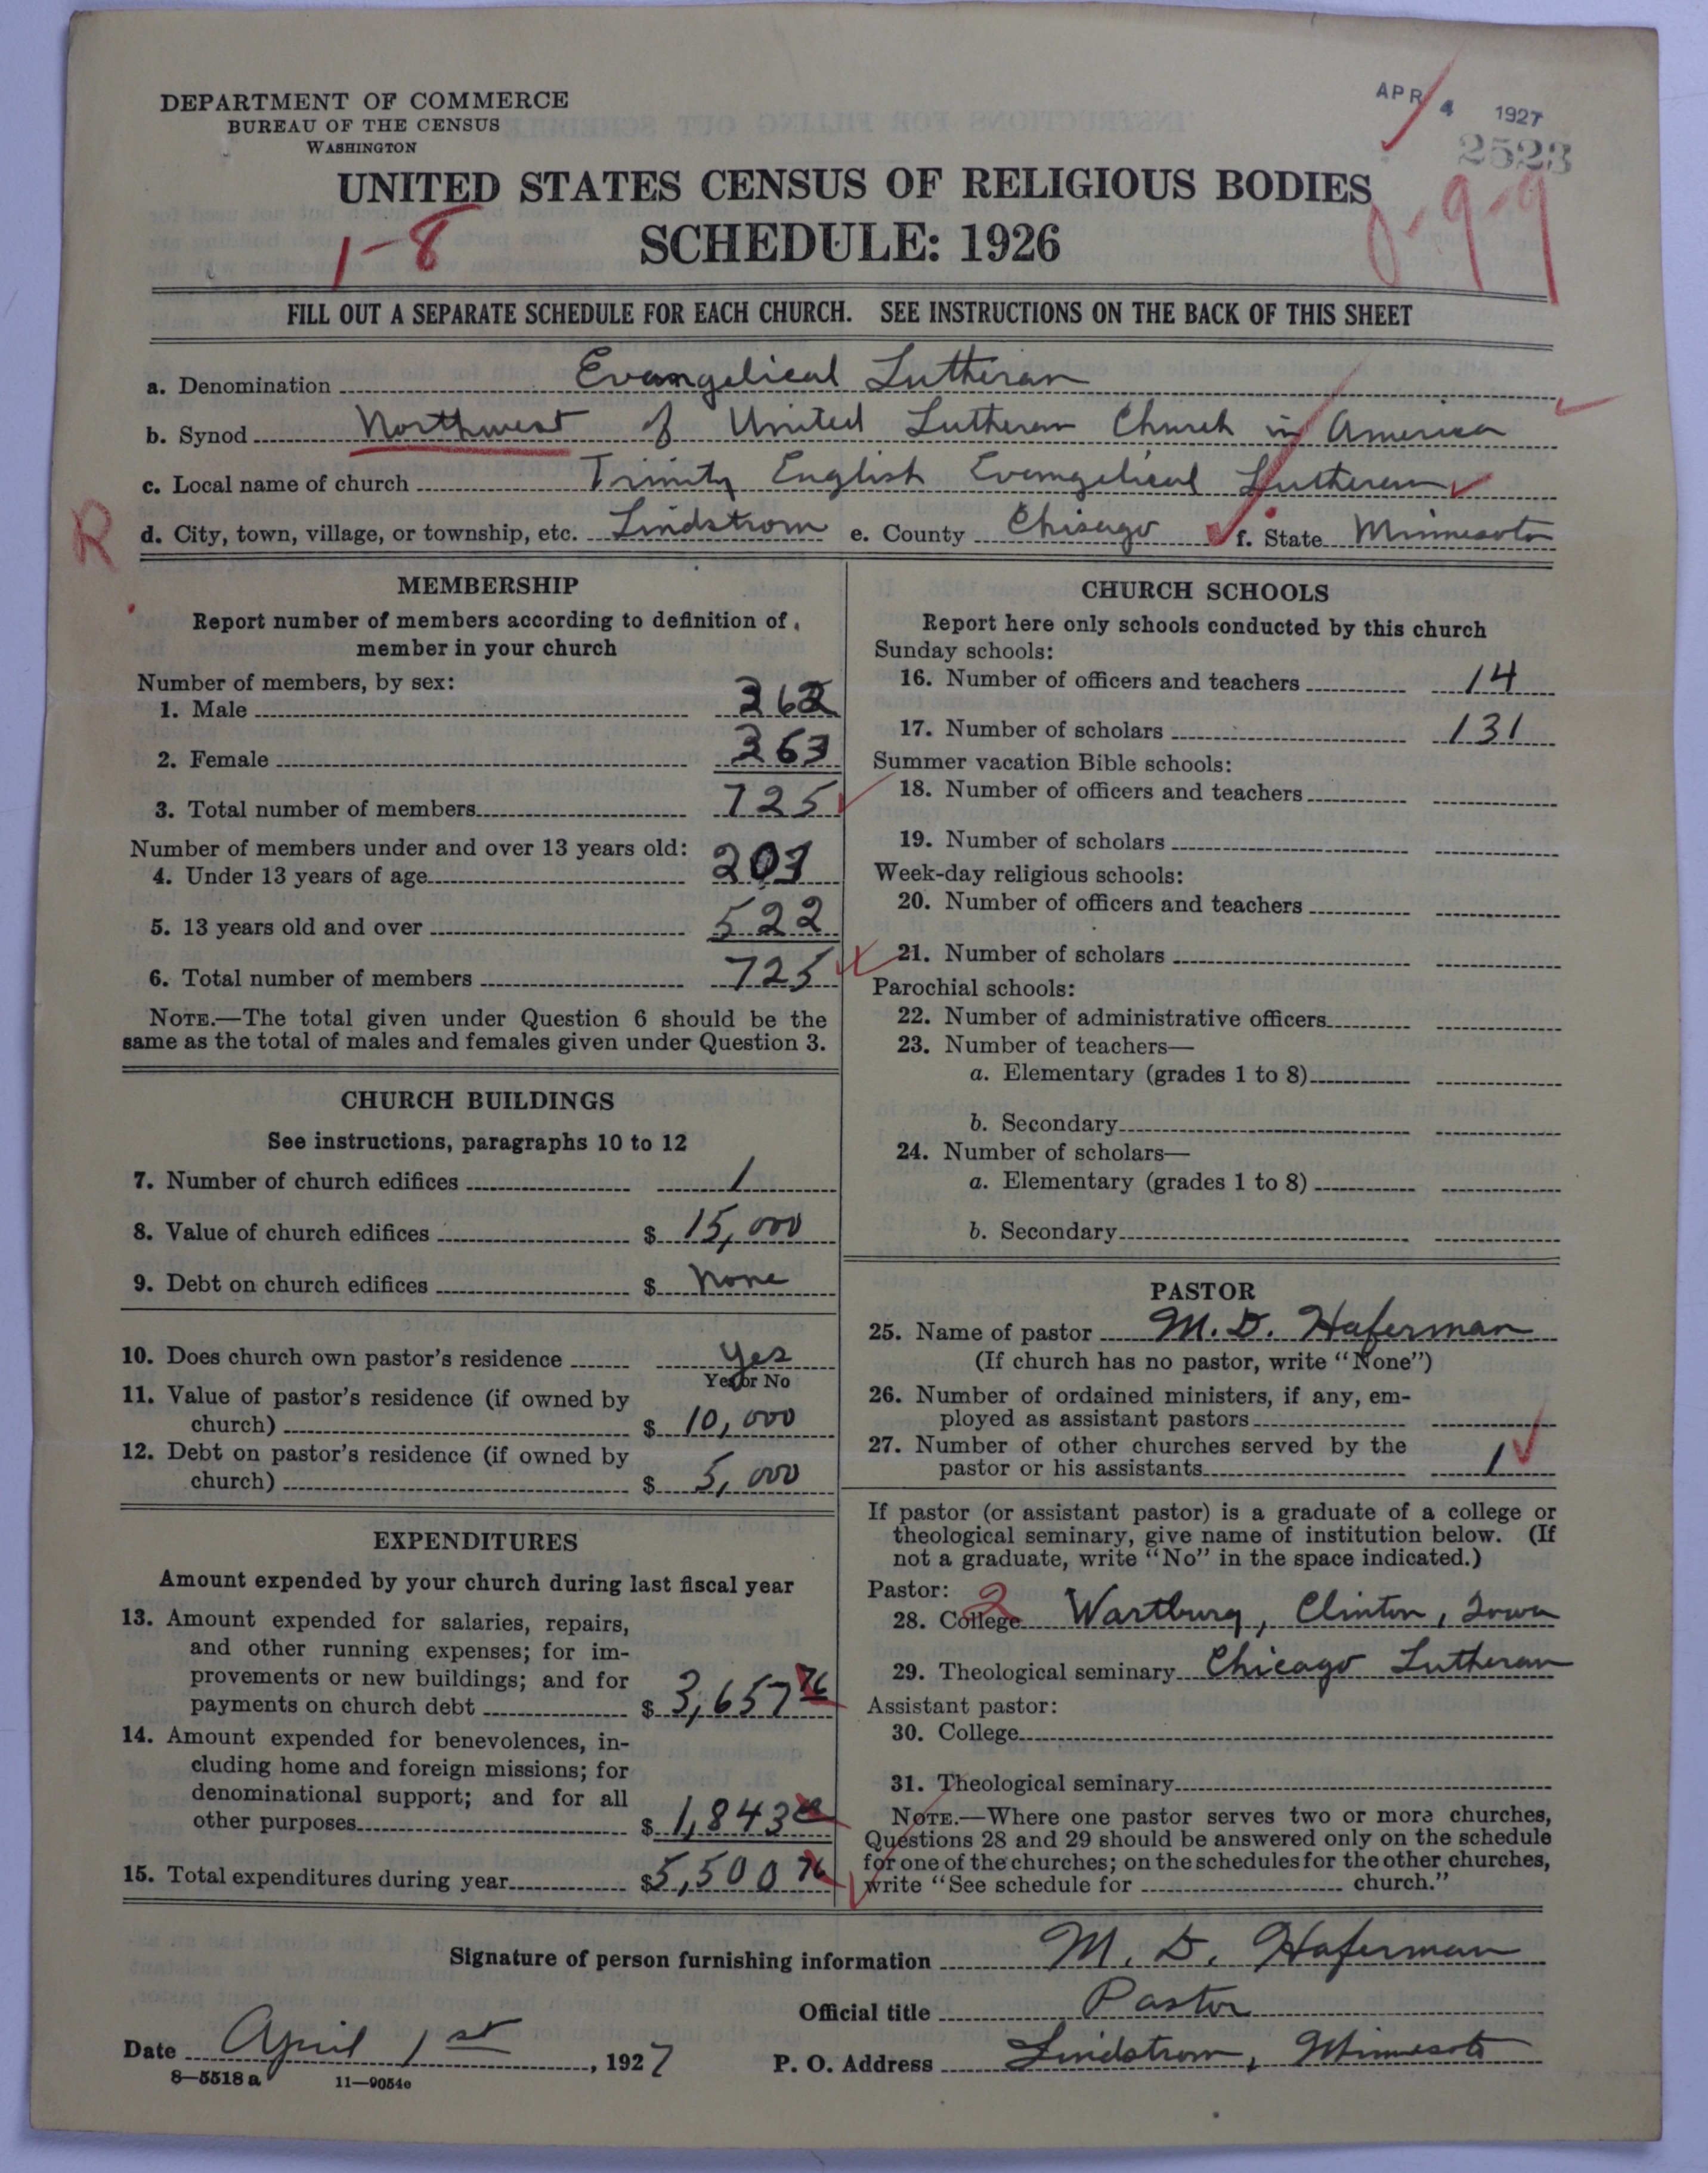 DEPARTMENT OF COMMERCE
BUREAU OF THE CENSUS
WASHINGTON
APR 4 1927
2523
UNITED STATES CENSUS OF RELIGIOUS BODIES
SCHEDULE: 1926
1-8
0-9-9
FILL OUT A SEPARATE SCHEDULE FOR EACH CHURCH. SEE INSTRUCTIONS ON THE BACK OF THIS SHEET
a. Denomination Evangelical Lutheran
b. Synod Northwest of United Lutheran Church in America
c. Local name of church Trinity English Evangelical Lutheran
R
d. City, town, village, or township, etc. Lindstrom e. County Chisago f. State Minnesota
MEMBERSHIP
Report number of members according to definition of member in your church
Number of members, by sex:
1. Male 362
2. Female 363
3. Total number of members 725
Number of members under and over 13 years old:
4. Under 13 years of age 203
5. 13 years old and over 522
6. Total number of members 725
NOTE.—The total given under Question 6 should be the
same as the total of males and females given under Question 3.
CHURCH BUILDINGS
See instructions, paragraphs 10 to 12
7. Number of church edifices 1
8. Value of church edifices $ 15,000
9. Debt on church edifices $ None
10. Does church own pastor's residence Yes
Yes or No
11. Value of pastor's residence (if owned by
church) $ 10,000
12. Debt on pastor's residence (if owned by
church) $ 5,000
EXPENDITURES
Amount expended by your church during last fiscal year
13. Amount expended for salaries, repairs,
and other running expenses; for im-
provements or new buildings; and for
payments on church debt $ 3,657 76
14. Amount expended for benevolences, in-
cluding home and foreign missions; for
denominational support; and for all
other purposes $ 1,843
15. Total expenditures during year $5,500 76
CHURCH SCHOOLS
Report here only schools conducted by this church
Sunday schools:
16. Number of officers and teachers 14
17. Number of scholars 131
Summer vacation Bible schools:
18. Number of officers and teachers
19. Number of scholars
Week-day religious schools:
20. Number of officers and teachers
21. Number of scholars
Parochial schools:
22. Number of administrative officers
23. Number of teachers—
a. Elementary (grades 1 to 8)
b. Secondary
24. Number of scholars—
a. Elementary (grades 1 to 8)
b. Secondary
PASTOR
25. Name of pastor M. D. Haferman
(If church has no pastor, write "None")
26. Number of ordained ministers, if any, em-
ployed as assistant pastors
27. Number of other churches served by the
pastor or his assistants 1
If pastor (or assistant pastor) is a graduate of a college or
theological seminary, give name of institution below. (If
not a graduate, write "No" in the space indicated.)
Pastor:
2
28. College Wartburg, Clinton, Iowa
29. Theological seminary Chicago Lutheran
Assistant pastor:
30. College
31. Theological seminary
NOTE.—Where one pastor serves two or more churches,
Questions 28 and 29 should be answered only on the schedule
for one of the churches; on the schedules for the other churches,
write "See schedule for church."
Signature of person furnishing information M. D. Haferman
Official title Pastor
Date April 1st, 1927 P. O. Address Lindstrom, Minnesota
8—5518 a 11—9054e